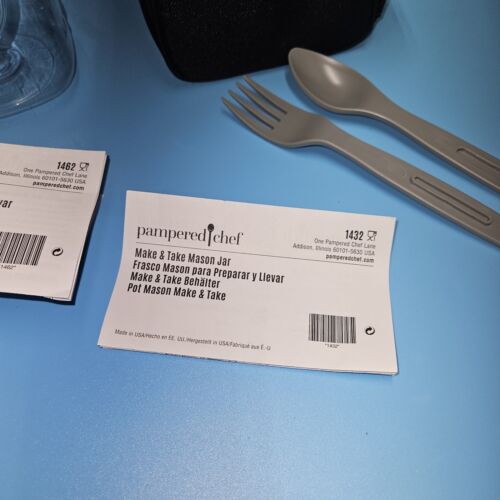 1462
One Pampered Chef Lane
Addison, Illinois 60101-5630 USA
pamperedchef.com
var
"1462"
pampered chef
1432
One Pampered Chef Lane
Addison, Illinois 60101-5630 USA
pamperedchef.com
Make & Take Mason Jar
Frasco Mason para Preparar y Llevar
Make & Take Behälter
Pot Mason Make & Take
Made in USA/Hecho en EE. UU./Hergestellt in USA/Fabriqué aux É.-U
"1432"